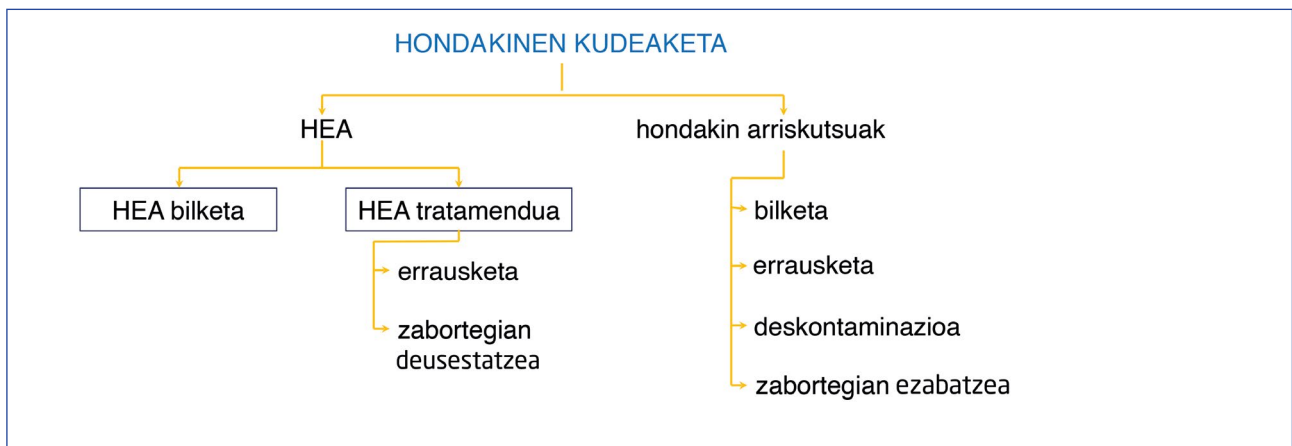 HONDAKINEN KUDEAKETA
HEA
hondakin arriskutsuak
HEA bilketa
HEA tratamendua
errausketa
zabortegian
deusestatzea
bilketa
errausketa
deskontaminazioa
zabortegian ezabatzea